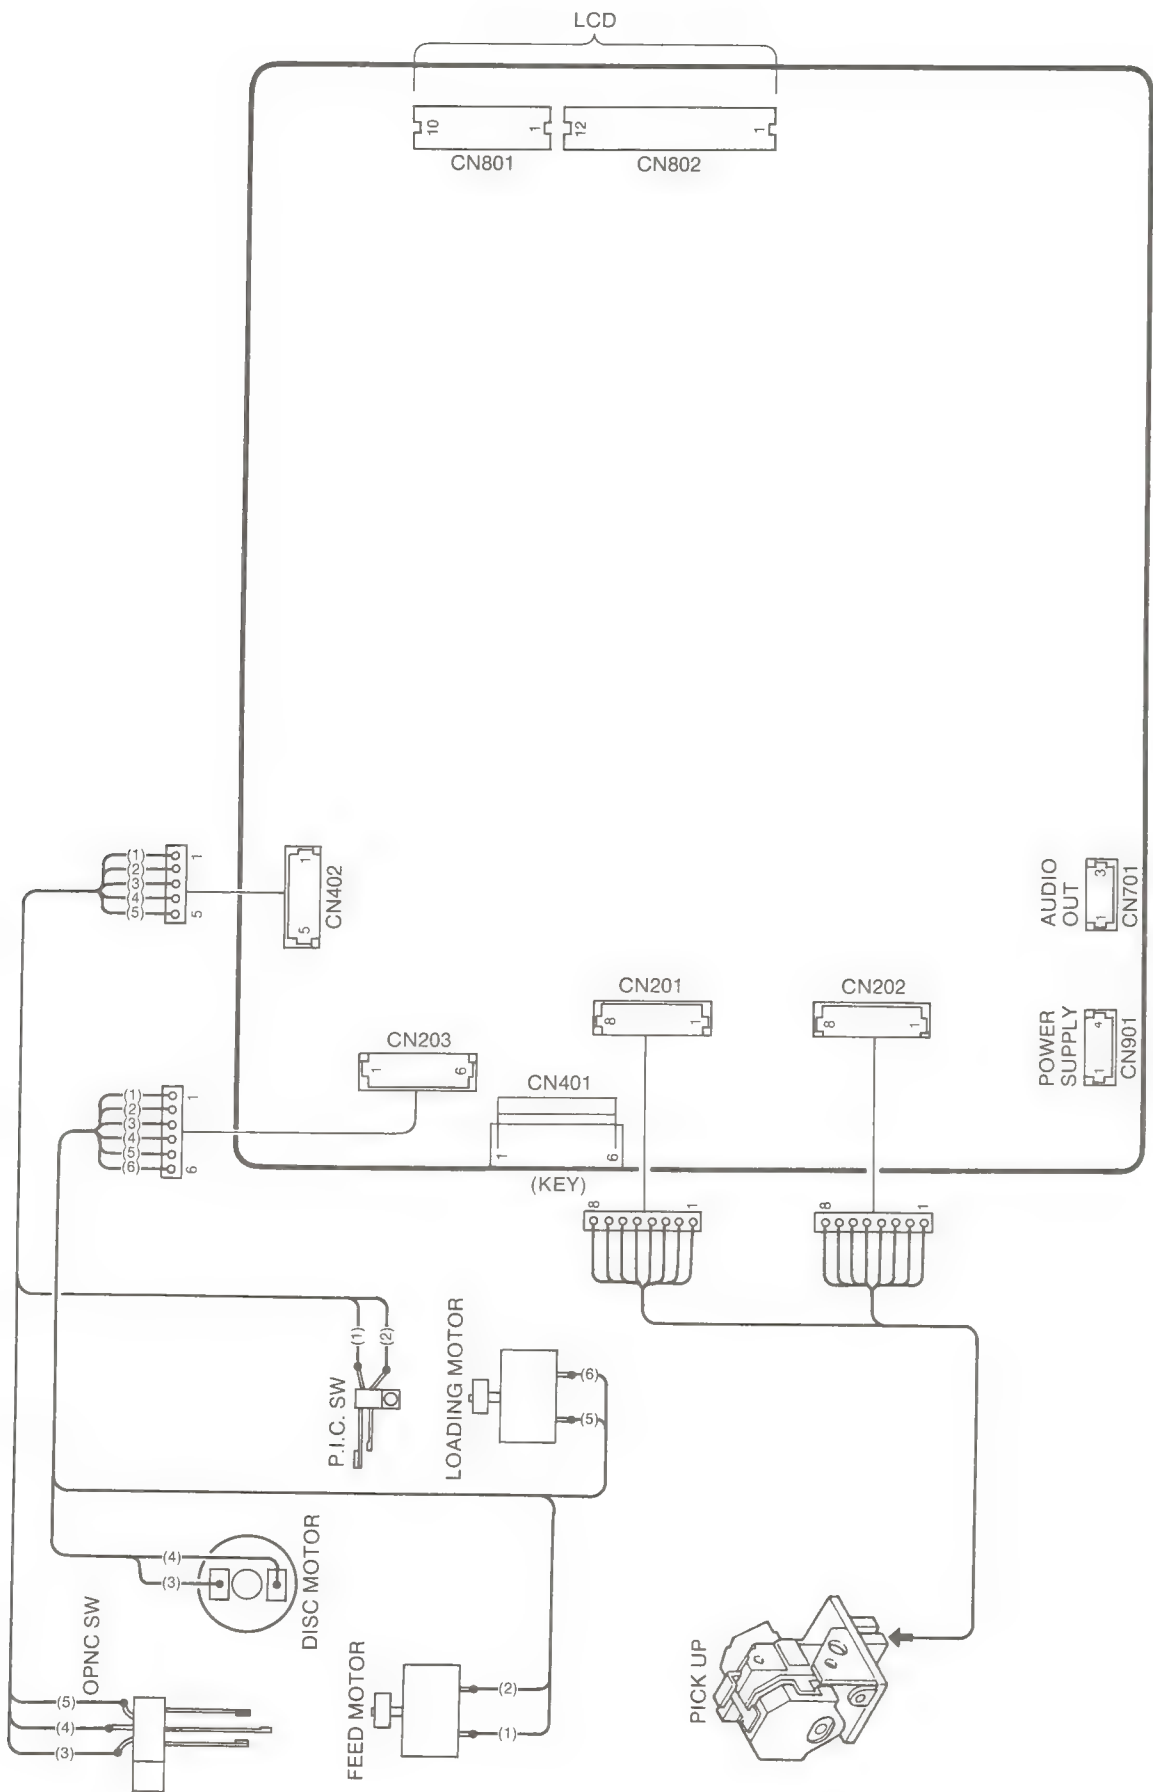 LCD
10
1
12
1
CN801
CN802
(1)
(2)
(3)
(4)
(5)
1
5
1
5
CN402
AUDIO
OUT
1
3
CN701
CN201
8
1
CN202
8
1
POWER
SUPPLY
1
4
CN901
CN203
1
6
CN401
1
6
(KEY)
(1)
(2)
(3)
(4)
(5)
(6)
1
6
8
1
8
1
(1)
(2)
P.I.C. SW
LOADING MOTOR
(6)
(5)
(4)
(3)
DISC MOTOR
OPNC SW
(5)
(4)
(3)
FEED MOTOR
(2)
(1)
PICK UP